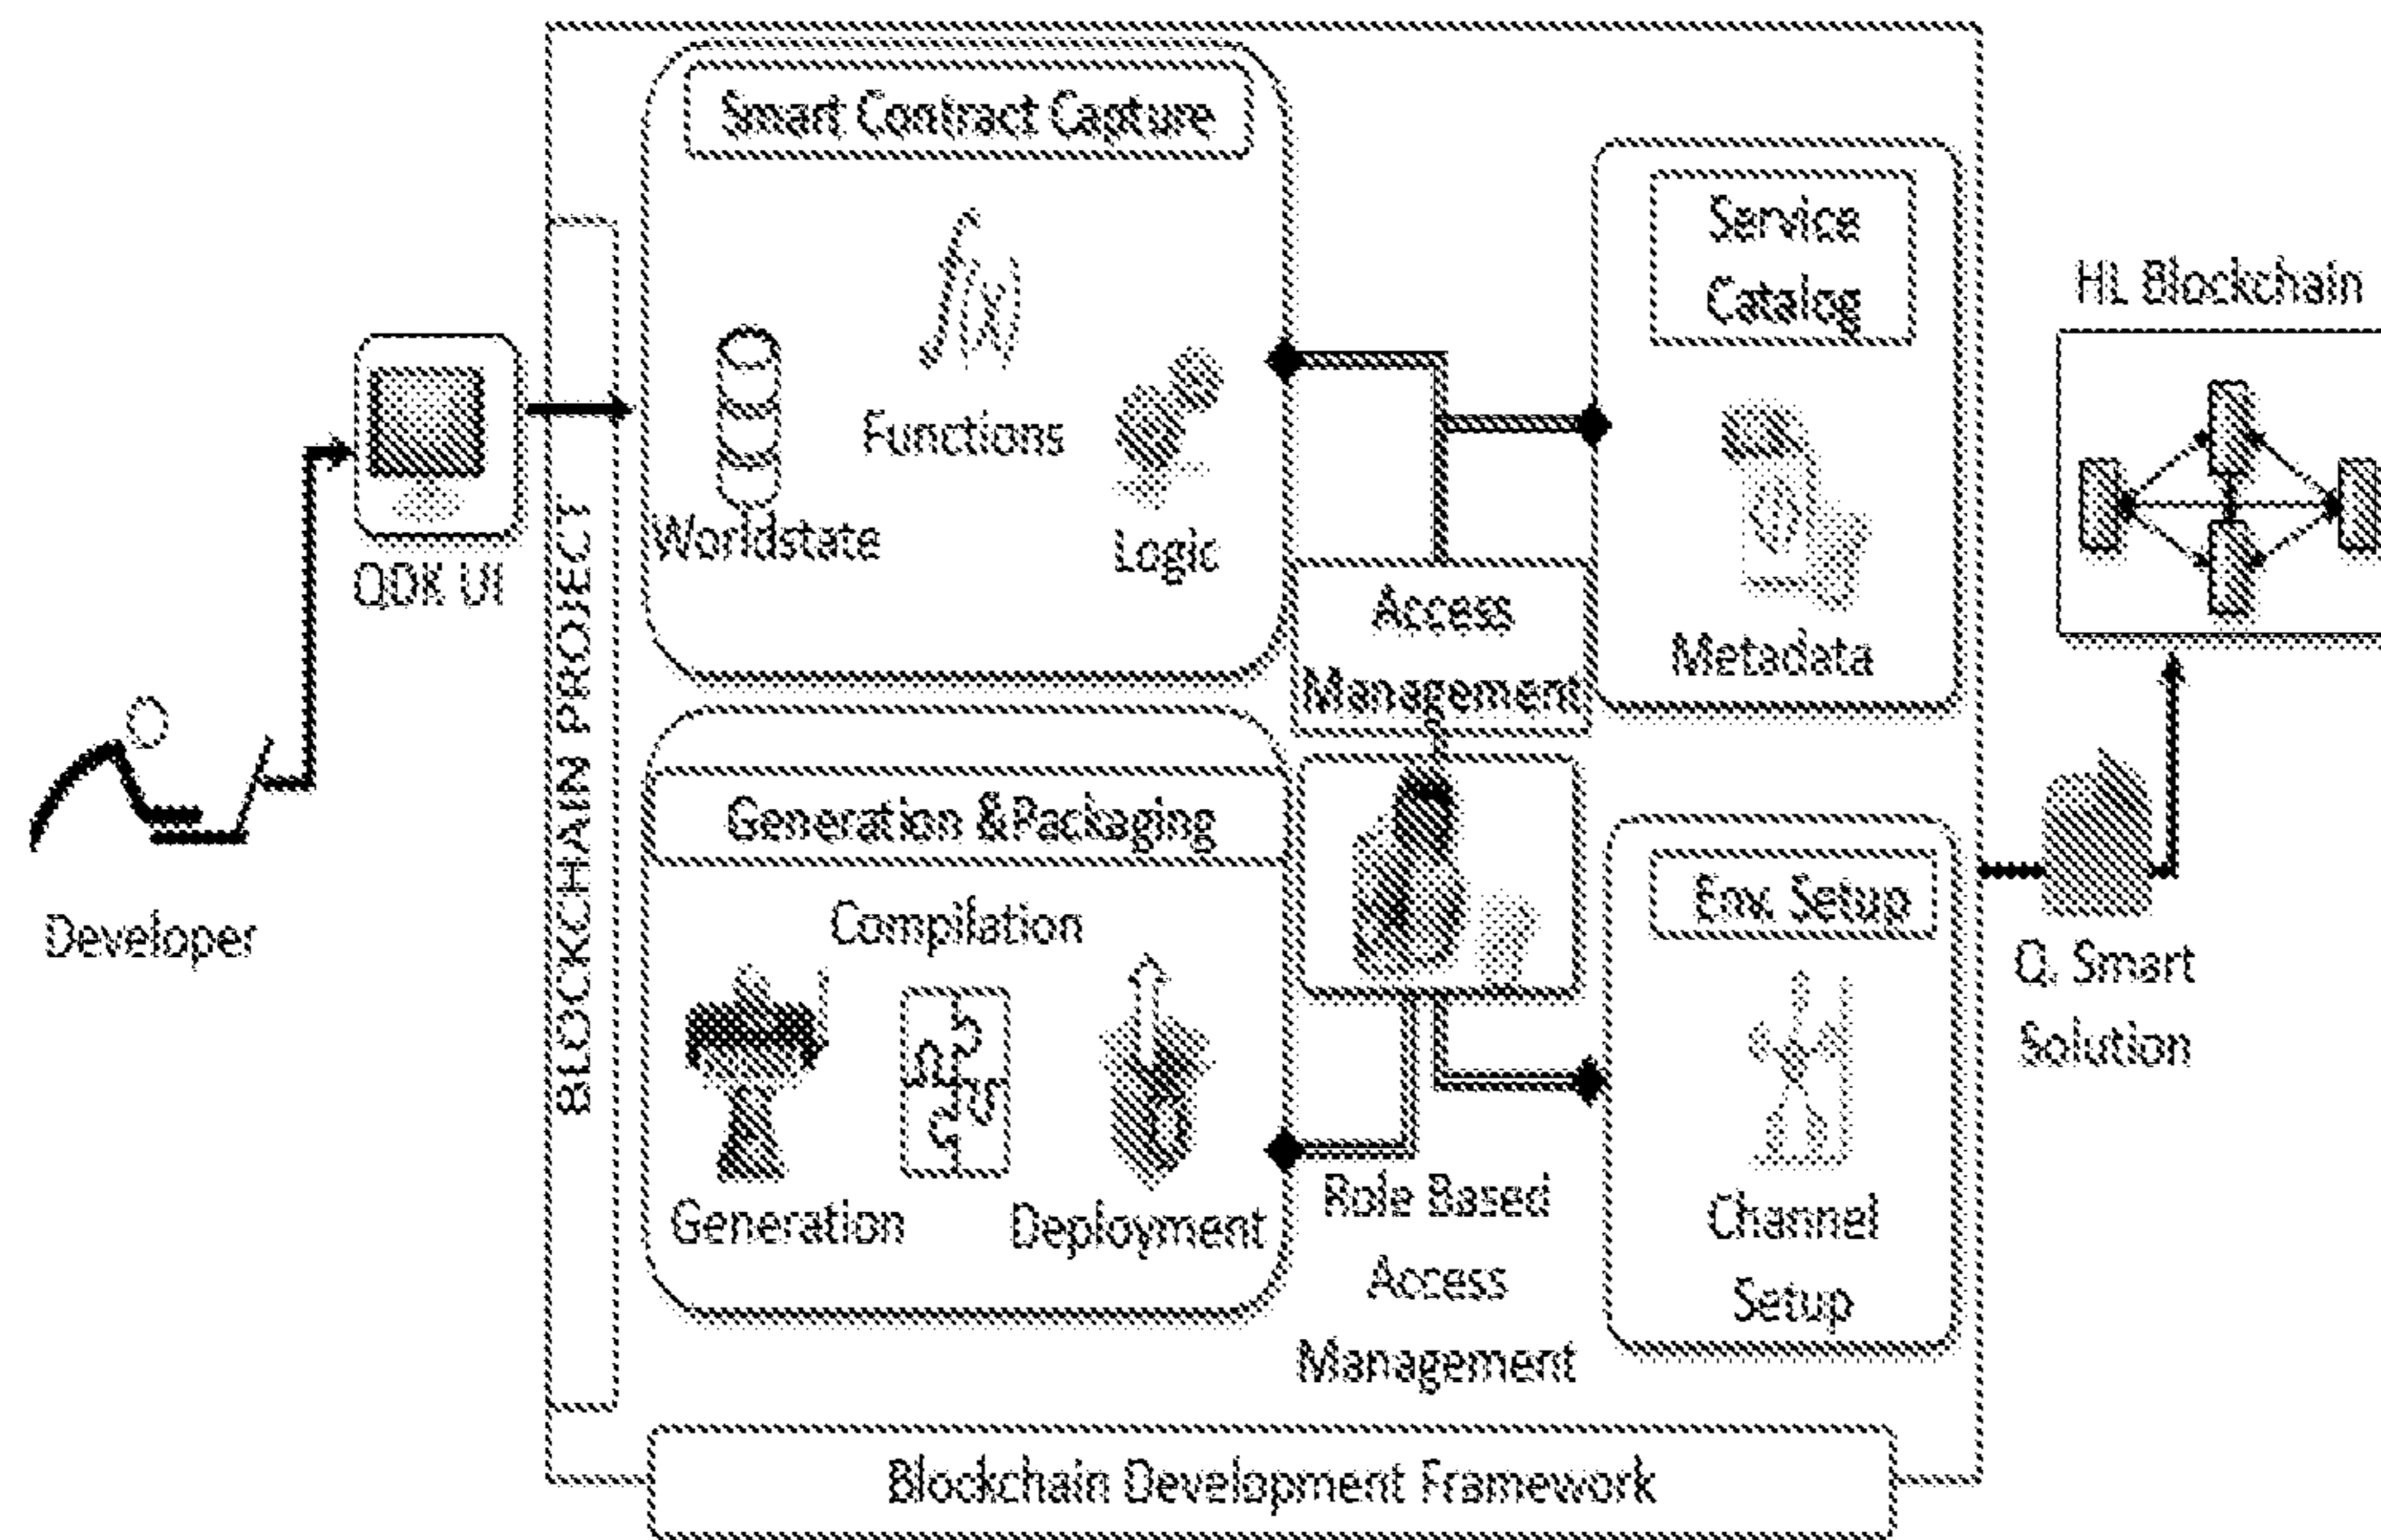 Developer
QDK UI
BLOCKCHAIN PROJECT
Smart Contract Capture
f(x)
Functions
Worldstate
Logic
Service
Catalog
Metadata
Access
Management
Generation &Packaging
Compilation
Generation
Deployment
Role Based
Access
Management
Env. Setup
Channel
Setup
Blockchain Development Framework
HL Blockchain
Q. Smart
Solution